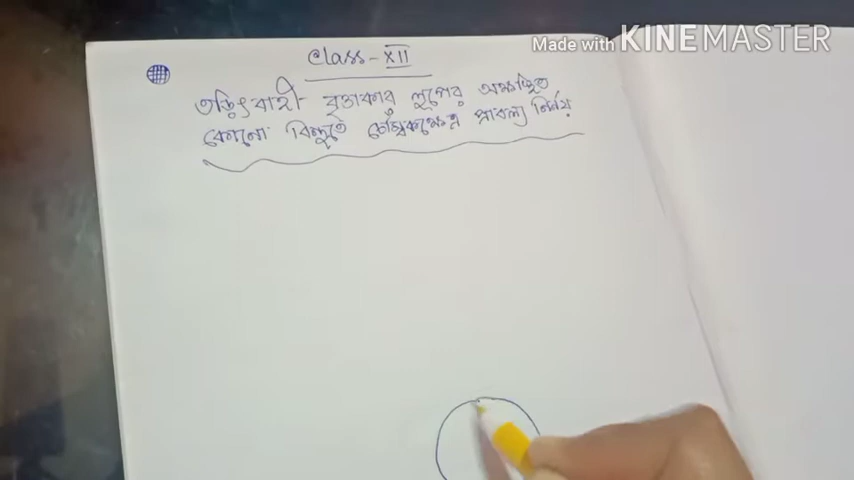 Made with KINEMASTER
Class-XII
তড়িৎবাহী বৃত্তাকার লুপের অক্ষস্থিত
কোনো বিন্দুতে চৌম্বকক্ষেত্র প্রাবল্য নির্ণয়